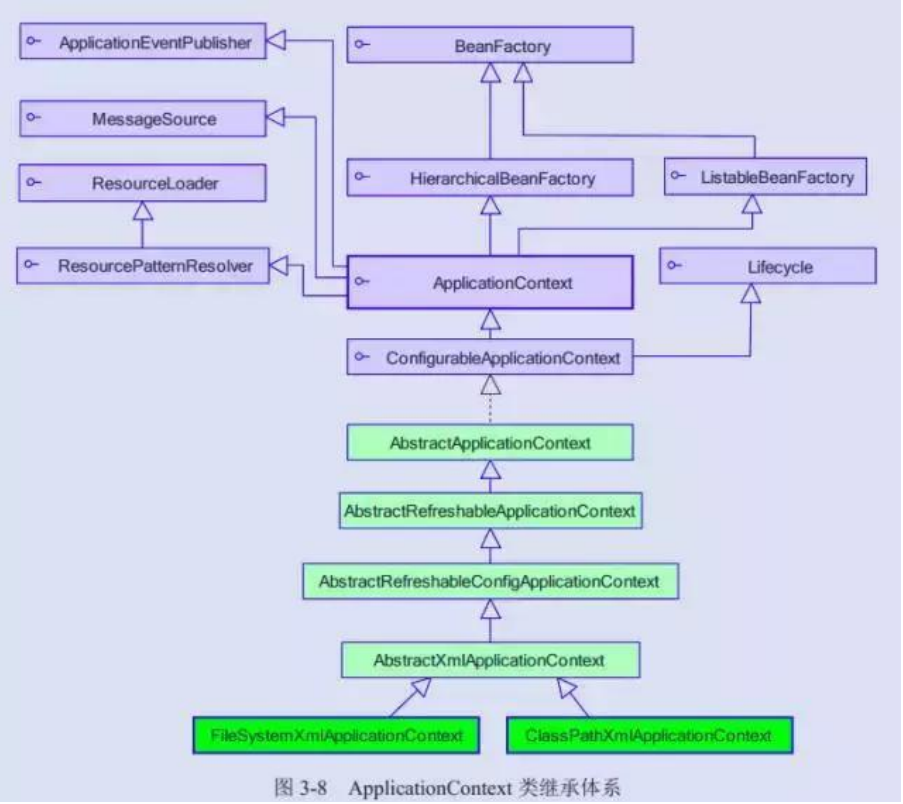 ApplicationEventPublisher
BeanFactory
MessageSource
ResourceLoader
HierarchicalBeanFactory
ListableBeanFactory
ResourcePatternResolver
ApplicationContext
Lifecycle
ConfigurableApplicationContext
AbstractApplicationContext
AbstractRefreshableApplicationContext
AbstractRefreshableConfigApplicationContext
AbstractXmlApplicationContext
FileSystemXmlApplicationContext
ClassPathXmlApplicationContext
图 3-8 ApplicationContext 类继承体系